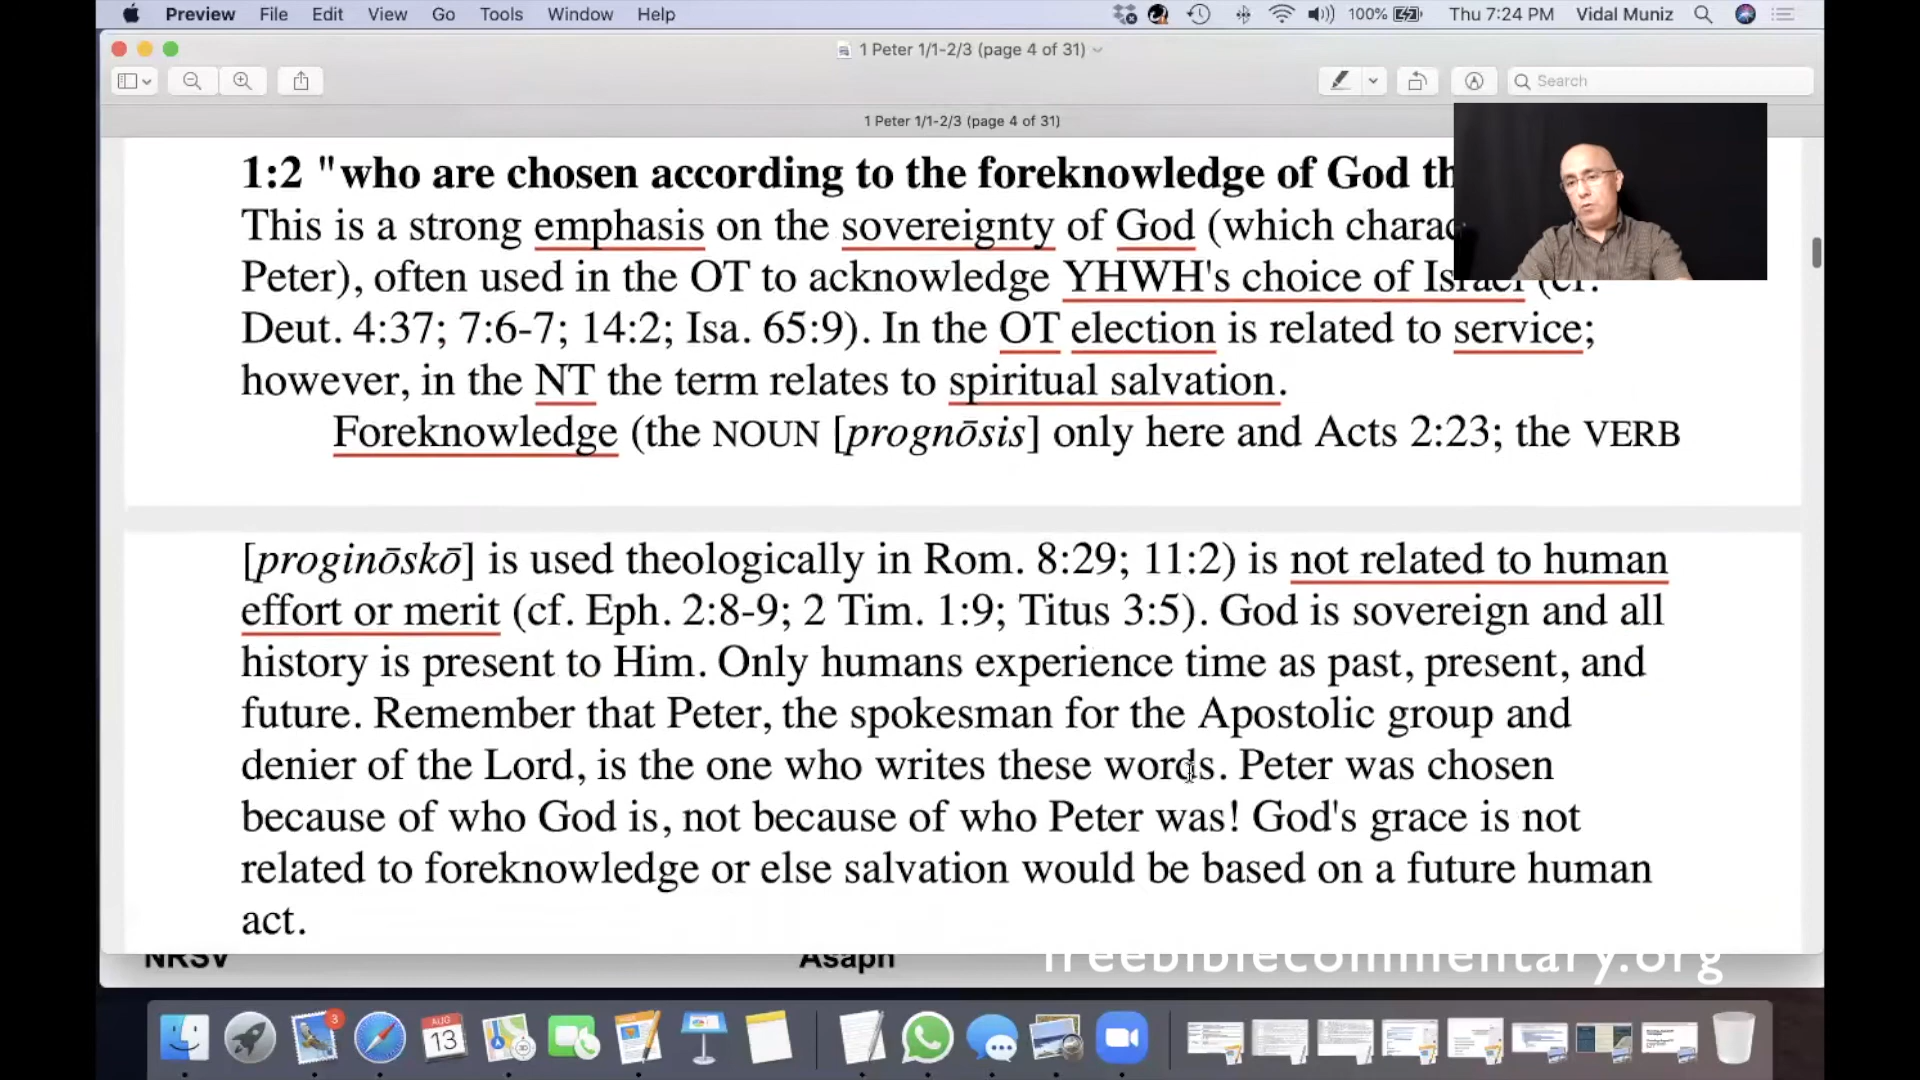 Preview File Edit View Go Tools Window Help 100% Thu 7:24 PM Vidal Muniz
1 Peter 1/1-2/3 (page 4 of 31)
Search
1 Peter 1/1-2/3 (page 4 of 31)
1:2 "who are chosen according to the foreknowledge of God
This is a strong emphasis on the sovereignty of God (which
Peter), often used in the OT to acknowledge YHWH's choice of Israel (cf.
Deut. 4:37; 7:6-7; 14:2; Isa. 65:9). In the OT election is related to service;
however, in the NT the term relates to spiritual salvation.
Foreknowledge (the NOUN [prognōsis] only here and Acts 2:23; the VERB
[proginōskō] is used theologically in Rom. 8:29; 11:2) is not related to human
effort or merit (cf. Eph. 2:8-9; 2 Tim. 1:9; Titus 3:5). God is sovereign and all
history is present to Him. Only humans experience time as past, present, and
future. Remember that Peter, the spokesman for the Apostolic group and
denier of the Lord, is the one who writes these words. Peter was chosen
because of who God is, not because of who Peter was! God's grace is not
related to foreknowledge or else salvation would be based on a future human
act.
NRSV Asaph freebiblecommentary.org
3
AUG
13